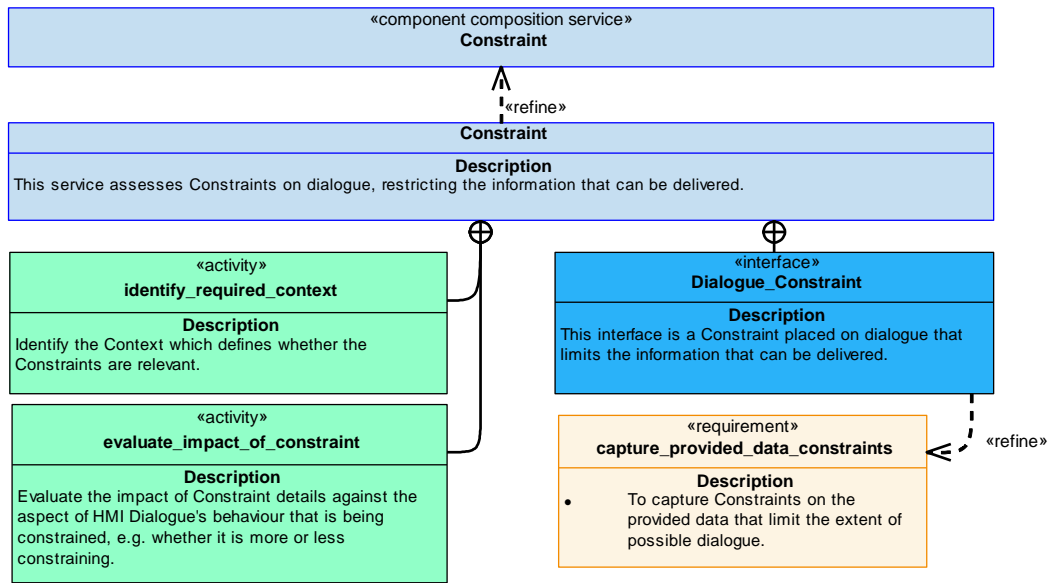 «component composition service»
Constraint
«refine»
Constraint
Description
This service assesses Constraints on dialogue, restricting the information that can be delivered.
«activity»
identify_required_context
Description
Identify the Context which defines whether the
Constraints are relevant.
«interface»
Dialogue_Constraint
Description
This interface is a Constraint placed on dialogue that
limits the information that can be delivered.
«activity»
evaluate_impact_of_constraint
Description
Evaluate the impact of Constraint details against the
aspect of HMI Dialogue's behaviour that is being
constrained, e.g. whether it is more or less
constraining.
«refine»
«requirement»
capture_provided_data_constraints
Description
• To capture Constraints on the
provided data that limit the extent of
possible dialogue.